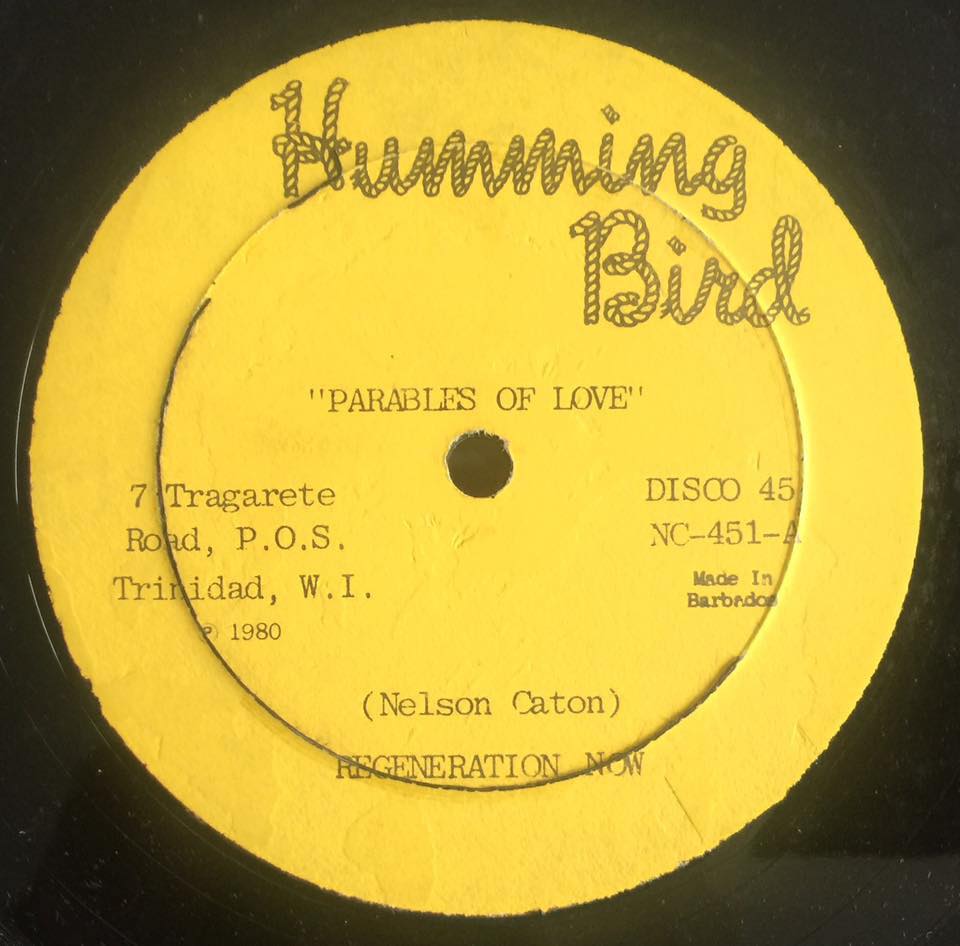 Humming
Bird
"PARABLES OF LOVE"
7 Tragarete
Road, P.O.S.
Trinidad, W.I.
℗ 1980
DISCO 45
NC-451-A
Made In
Barbados
(Nelson Caton)
REGENERATION NOW